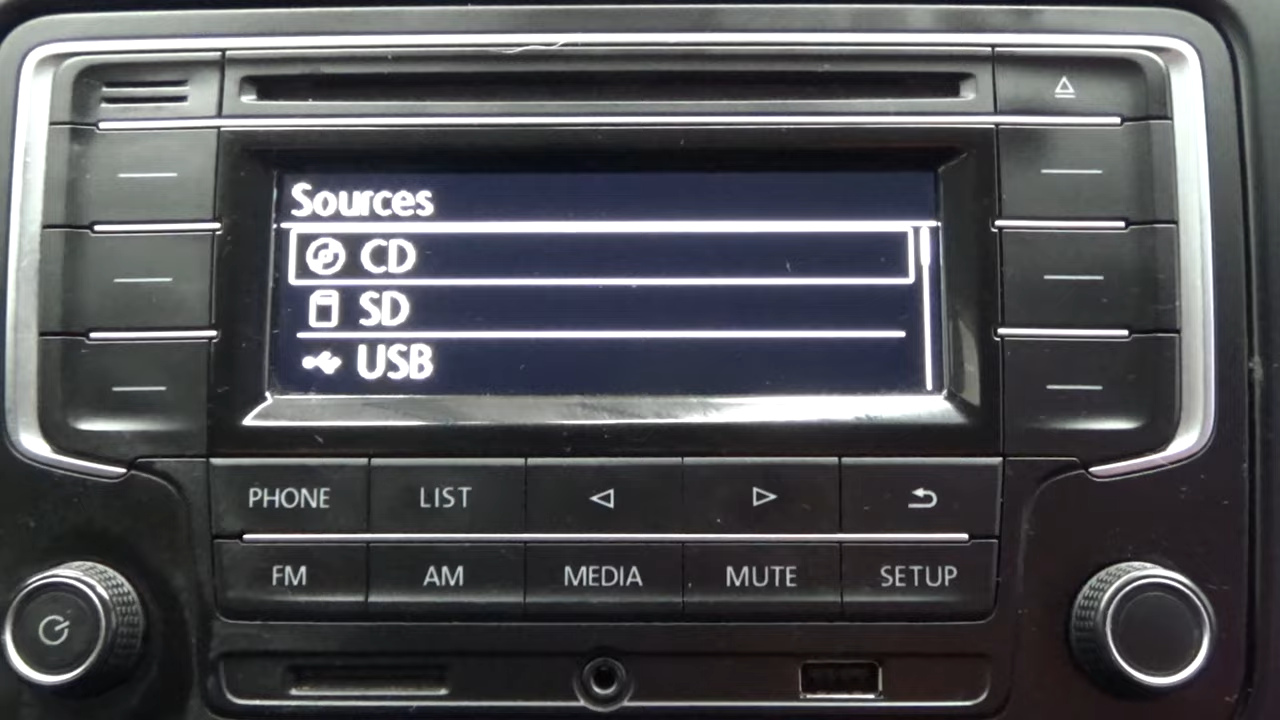 Sources
CD
SD
USB
PHONE LIST
FM AM MEDIA MUTE SETUP